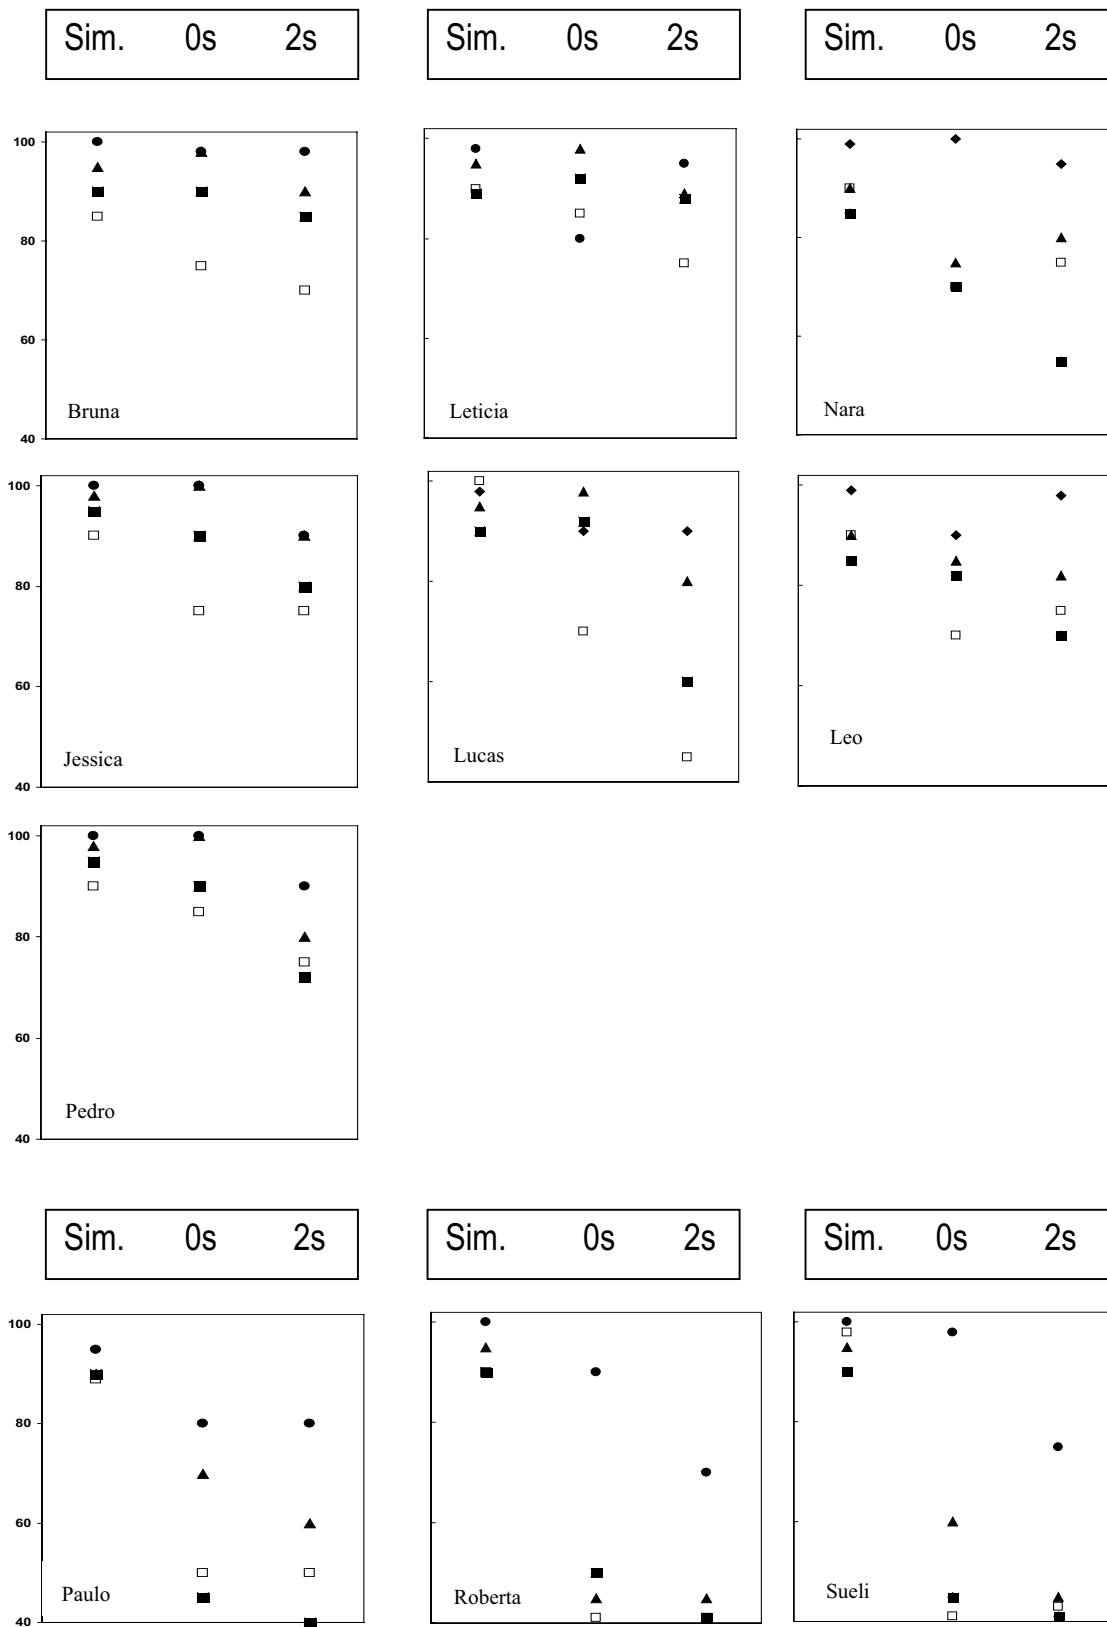 Sim. 0s 2s
Sim. 0s 2s
Sim. 0s 2s
100
80
60
40
Bruna
Leticia
Nara
100
80
60
40
Jessica
Lucas
Leo
100
80
60
40
Pedro
Sim. 0s 2s
Sim. 0s 2s
Sim. 0s 2s
100
80
60
40
Paulo
Roberta
Sueli